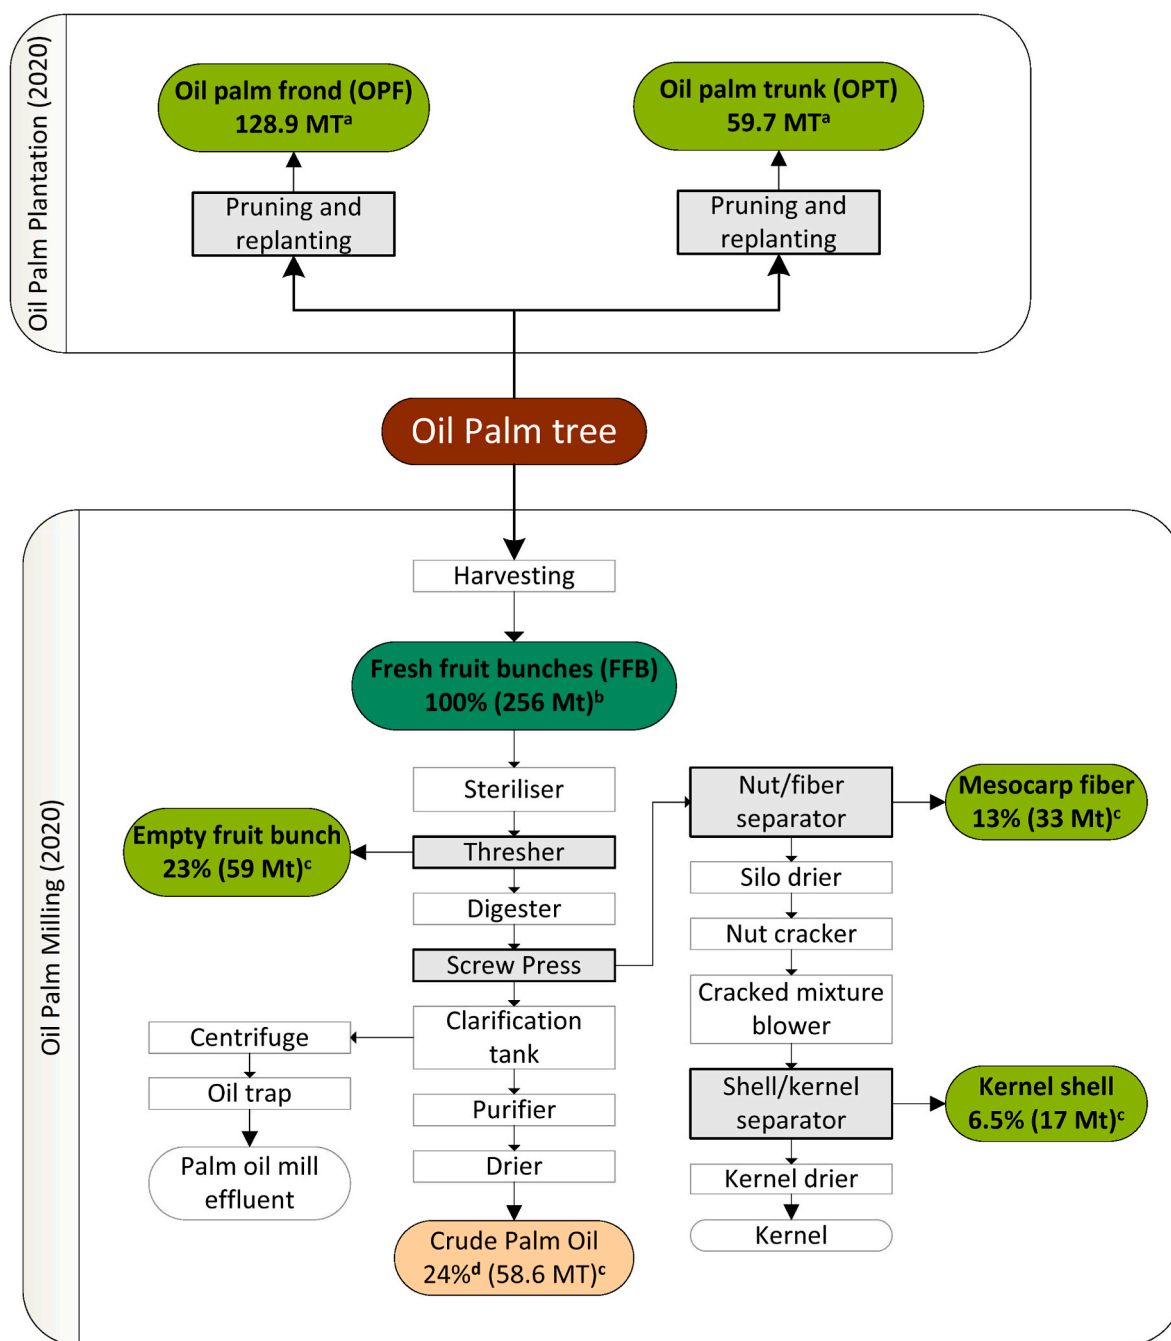 Oil Palm Plantation (2020)
Oil palm frond (OPF)
128.9 MTᵃ
Oil palm trunk (OPT)
59.7 MTᵃ
Pruning and
replanting
Pruning and
replanting
Oil Palm tree
Oil Palm Milling (2020)
Harvesting
Fresh fruit bunches (FFB)
100% (256 Mt)ᵇ
Steriliser
Empty fruit bunch
23% (59 Mt)ᶜ
Thresher
Digester
Screw Press
Clarification
tank
Centrifuge
Oil trap
Palm oil mill
effluent
Purifier
Drier
Crude Palm Oil
24%ᵈ (58.6 MT)ᶜ
Nut/fiber
separator
Mesocarp fiber
13% (33 Mt)ᶜ
Silo drier
Nut cracker
Cracked mixture
blower
Shell/kernel
separator
Kernel shell
6.5% (17 Mt)ᶜ
Kernel drier
Kernel